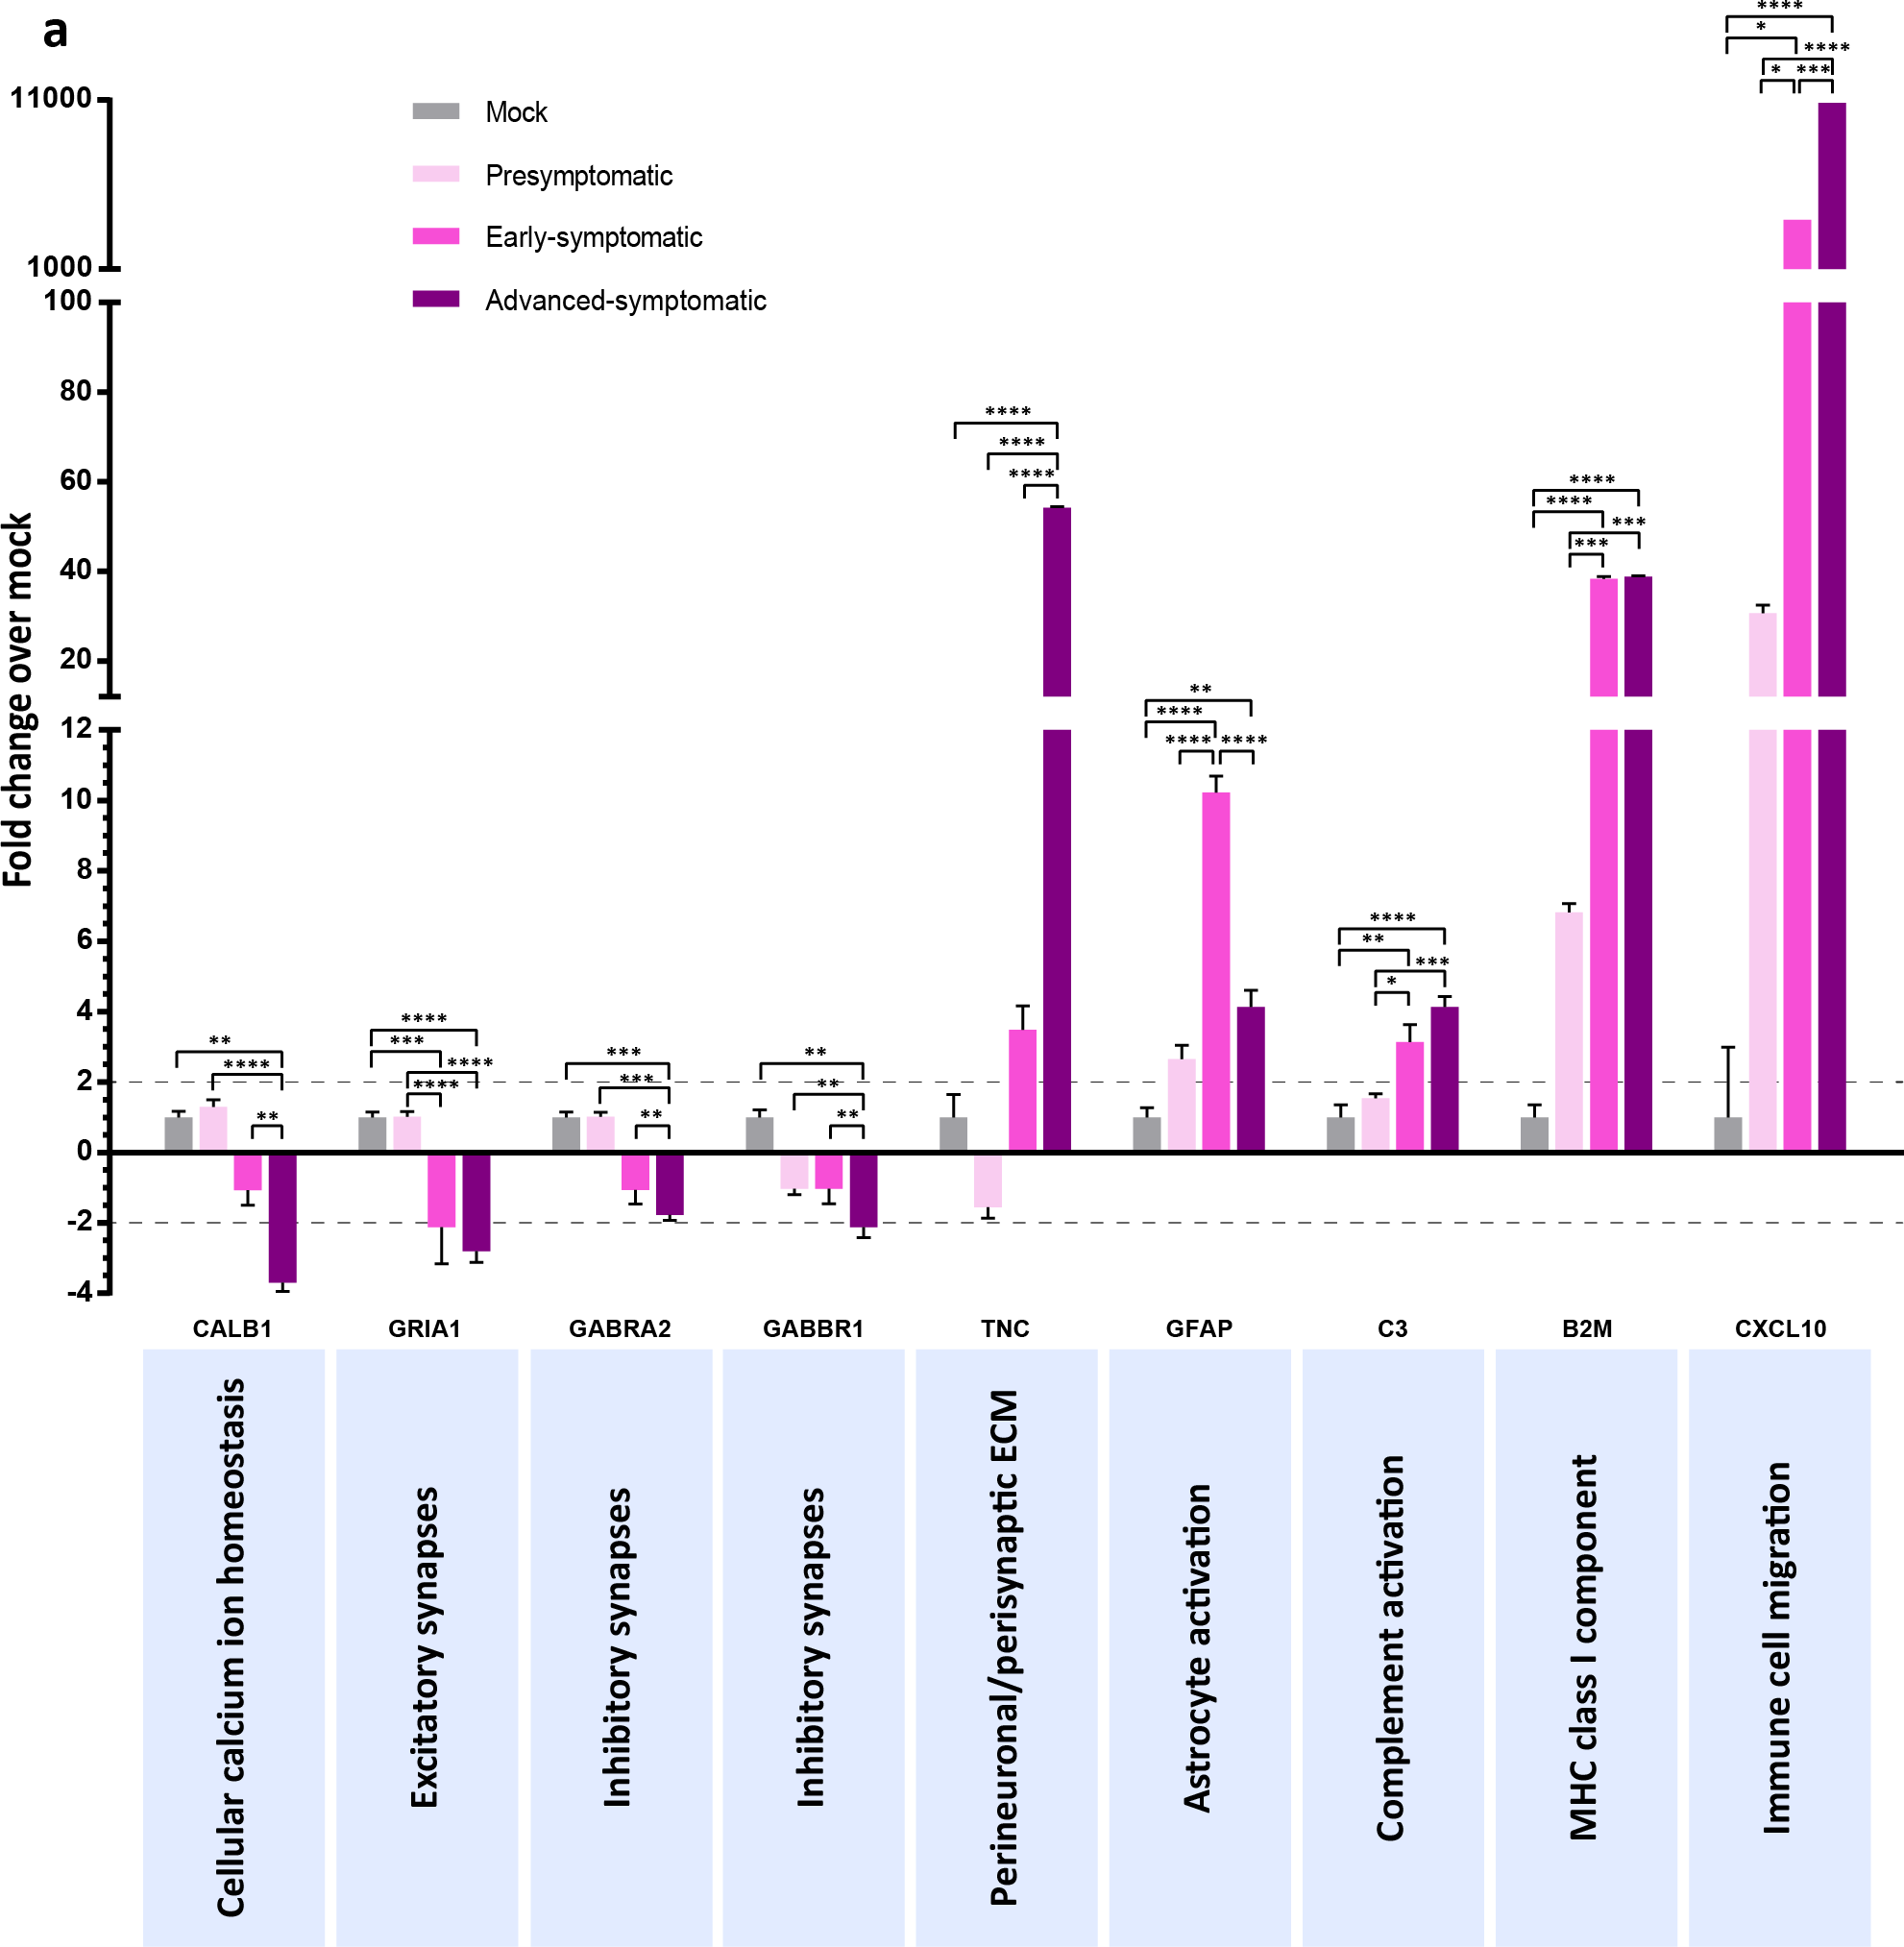 a
****
*
****
* ***
11000
Mock
Presymptomatic
Early-symptomatic
1000
Advanced-symptomatic
100
80
****
****
60
****
****
****
***
***
40
20
**
****
**** ****
12
10
8
6
****
**
***
*
4
****
***
****
****
**
****
**
***
***
**
**
**
**
2
0
-2
-4
Fold change over mock
CALB1 GRIA1 GABRA2 GABBR1 TNC GFAP C3 B2M CXCL10
Cellular calcium ion homeostasis
Excitatory synapses
Inhibitory synapses
Inhibitory synapses
Perineuronal/perisynaptic ECM
Astrocyte activation
Complement activation
MHC class I component
Immune cell migration